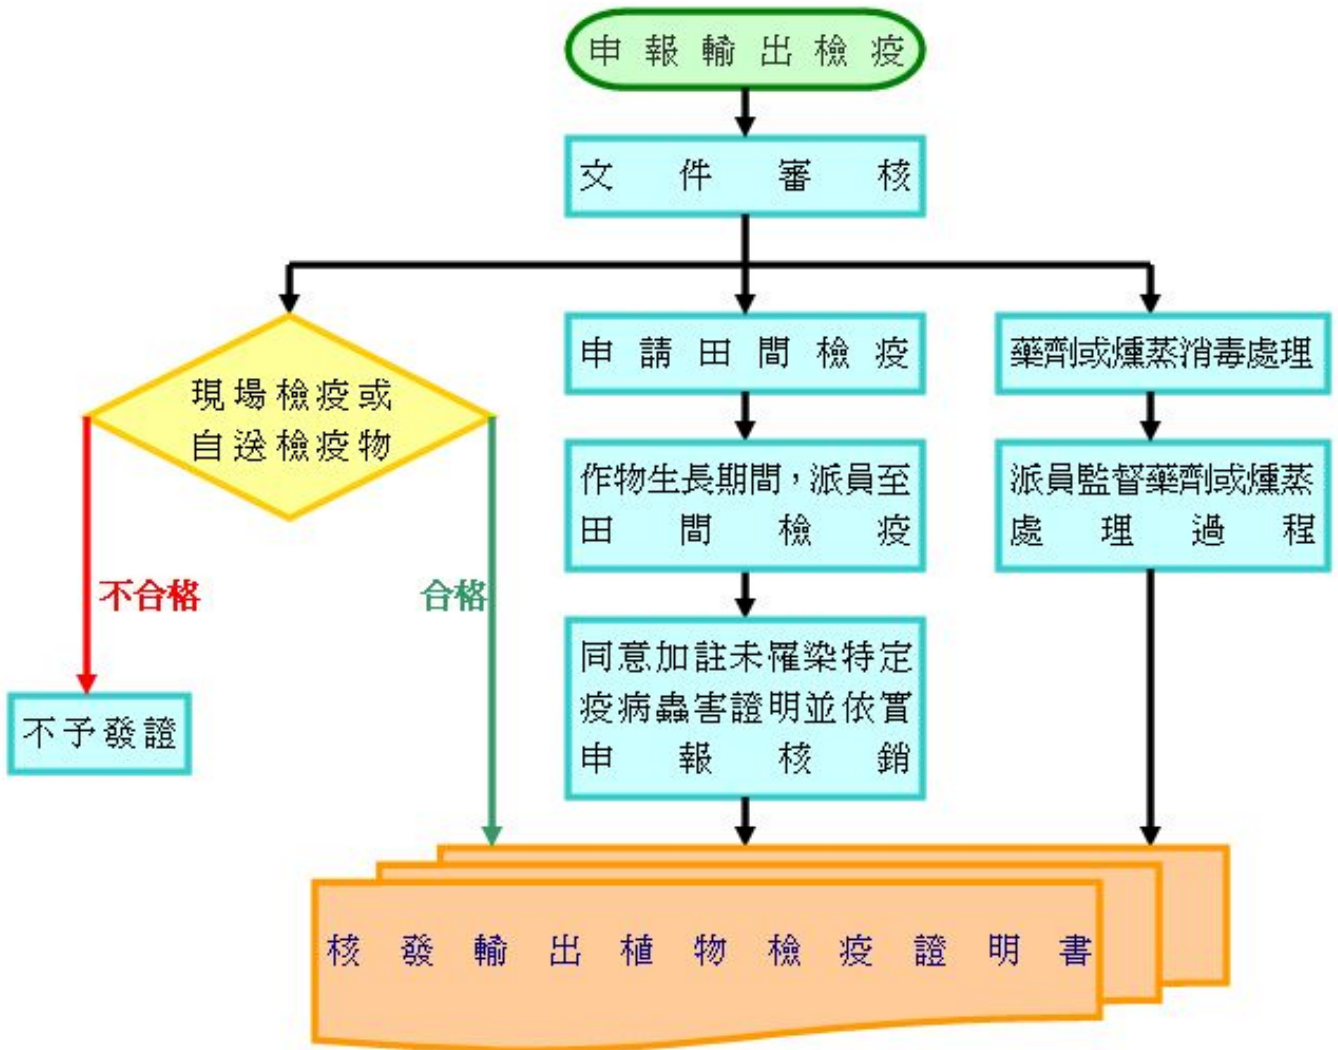 申報輸出檢疫
文件審核
現場檢疫或
自送檢疫物
不合格
合格
不予發證
申請田間檢疫
作物生長期間，派員至
田間檢疫
同意加註未罹染特定
疫病蟲害證明並依實
申報核銷
藥劑或燻蒸消毒處理
派員監督藥劑或燻蒸
處理過程
核發輸出植物檢疫證明書